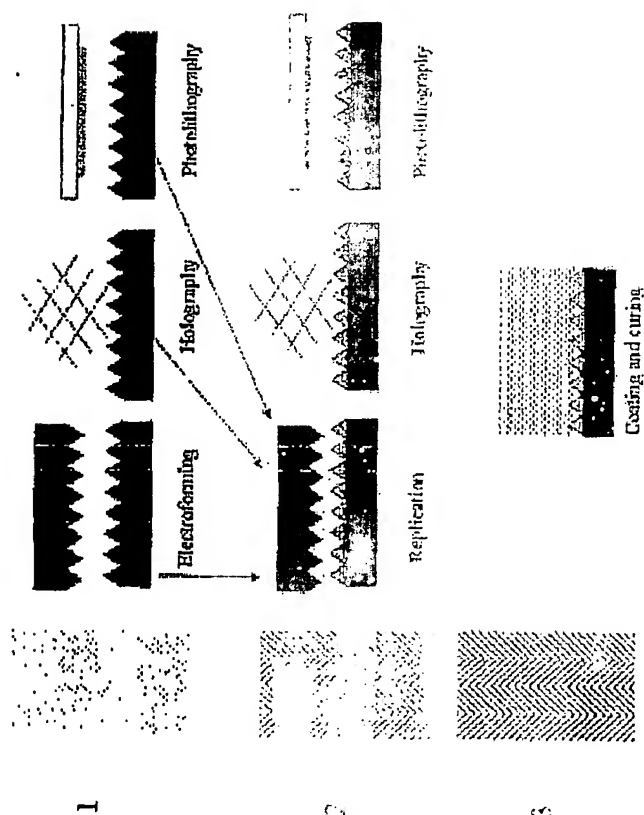 1
Electroforming
Holography
Photolithography
Replication
Holography
Photolithography
Coating and curing